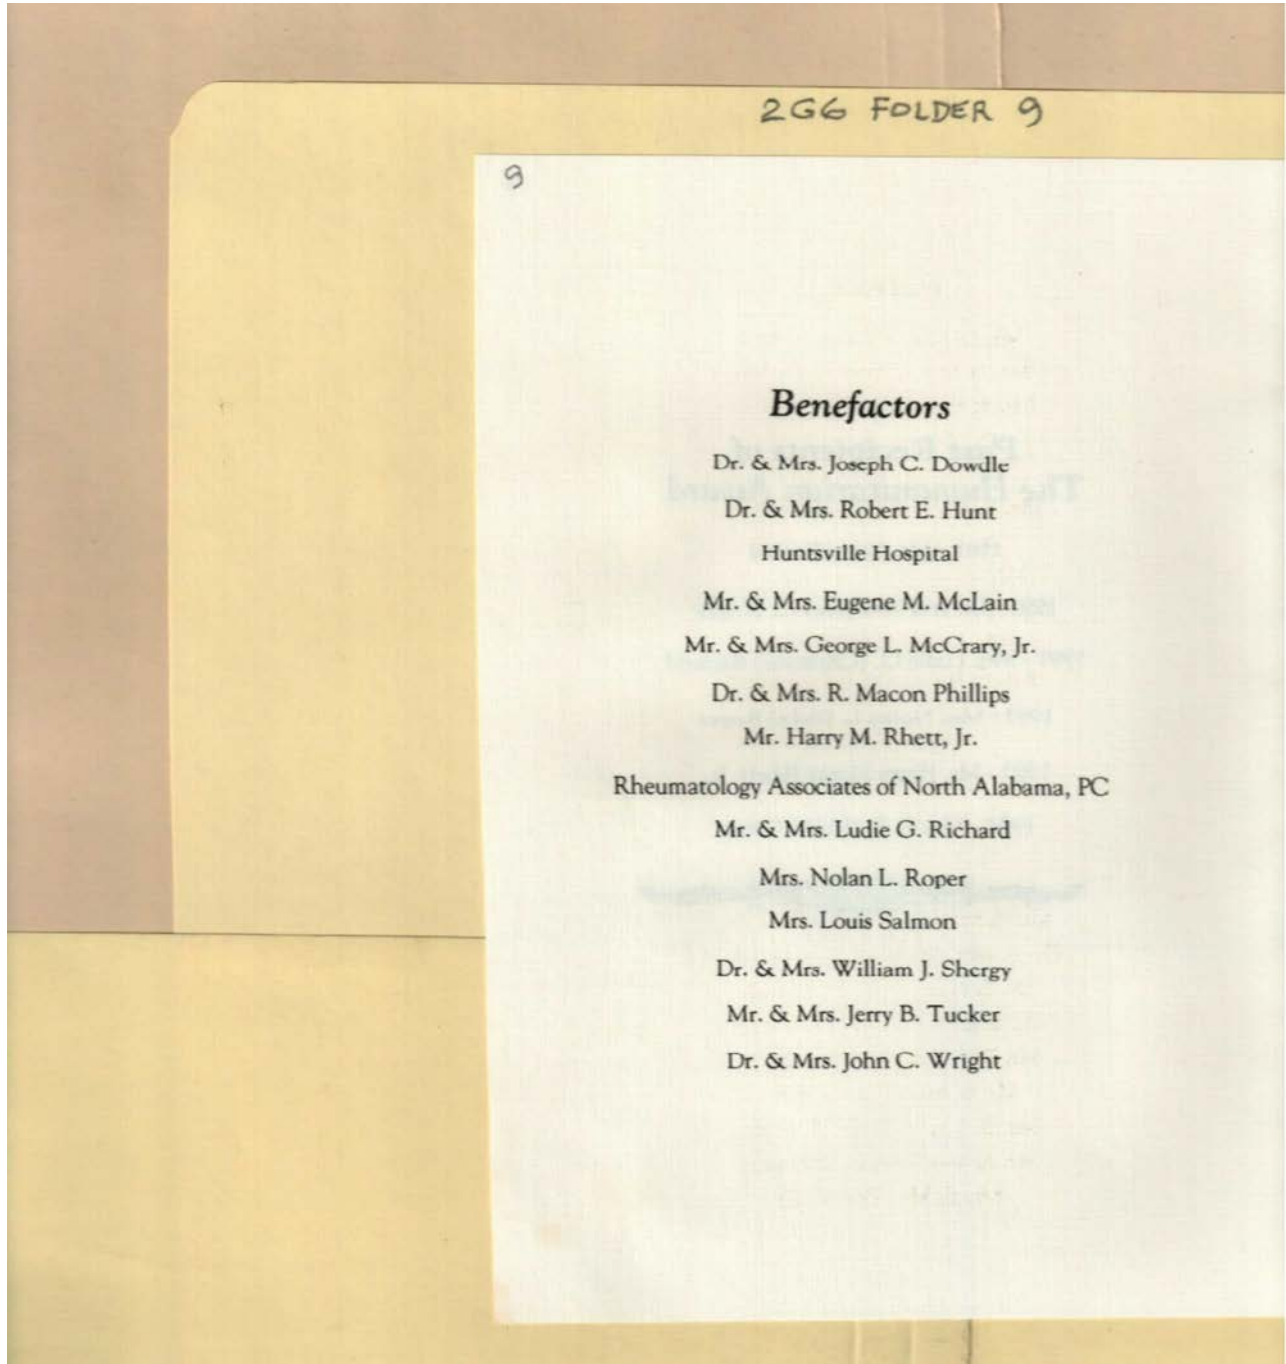 2G6 FOLDER 9
9
Benefactors
Dr. & Mrs. Joseph C. Dowdle
Dr. & Mrs. Robert E. Hunt
Huntsville Hospital
Mr. & Mrs. Eugene M. McLain
Mr. & Mrs. George L. McCrary, Jr.
Dr. & Mrs. R. Macon Phillips
Mr. Harry M. Rhett, Jr.
Rheumatology Associates of North Alabama, PC
Mr. & Mrs. Ludie G. Richard
Mrs. Nolan L. Roper
Mrs. Louis Salmon
Dr. & Mrs. William J. Shergy
Mr. & Mrs. Jerry B. Tucker
Dr. & Mrs. John C. Wright